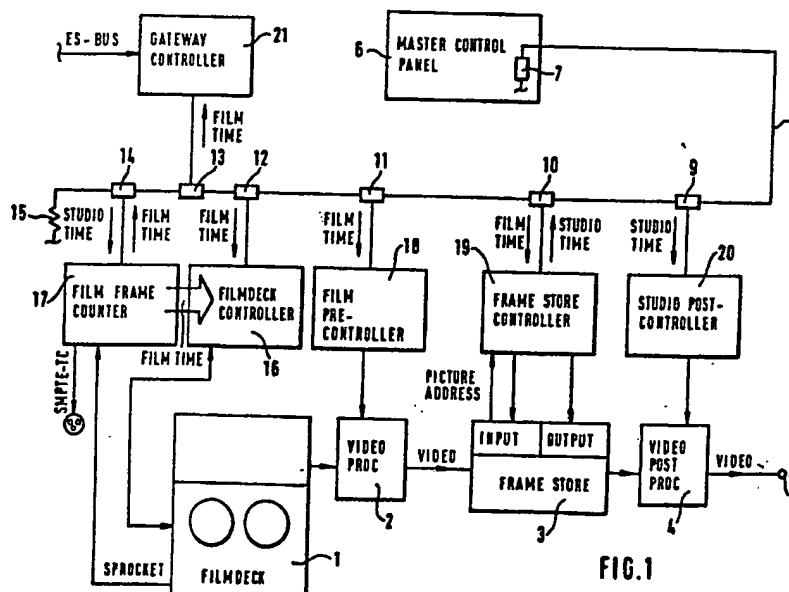 ES-BUS
GATEWAY
CONTROLLER
21
6
MASTER CONTROL
PANEL
7
FILM
TIME
14
13
12
11
10
9
15
STUDIO
TIME
FILM
TIME
FILM
TIME
FILM
TIME
FILM
TIME
STUDIO
TIME
STUDIO
TIME
17
FILM FRAME
COUNTER
FILMDECK
CONTROLLER
16
FILM TIME
18
FILM
PRE-
CONTROLLER
19
FRAME STORE
CONTROLLER
20
STUDIO POST-
CONTROLLER
SMPTE-TC
PICTURE
ADDRESS
VIDEO
PROC
2
VIDEO
INPUT
OUTPUT
FRAME STORE
3
VIDEO
POST
PROC
4
VIDEO
SPROCKET
FILMDECK
1
FIG.1